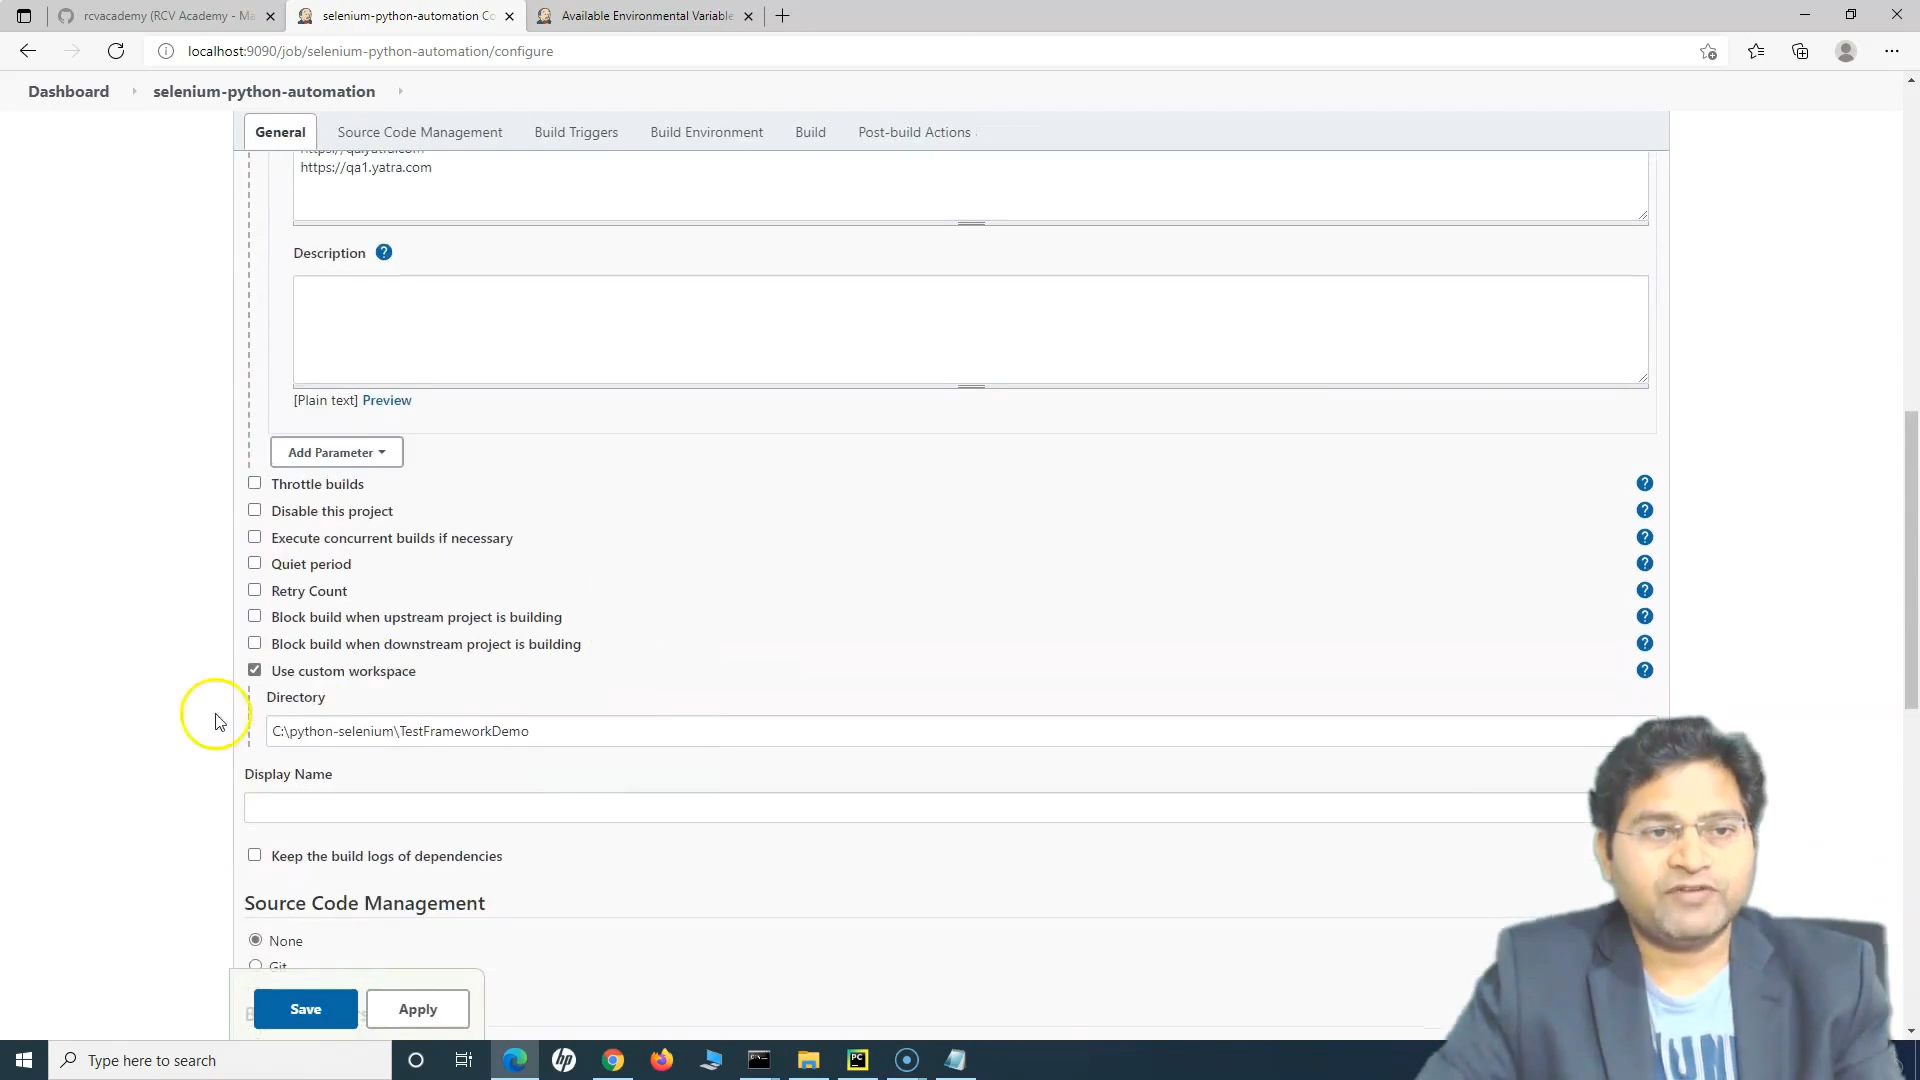 rcvacademy (RCV Academy - Ma
selenium-python-automation Co
Available Environmental Variable
localhost:9090/job/selenium-python-automation/configure
Dashboard
selenium-python-automation
General
Source Code Management
Build Triggers
Build Environment
Build
Post-build Actions
https://qa1.yatra.com
Description
[Plain text] Preview
Add Parameter
Throttle builds
Disable this project
Execute concurrent builds if necessary
Quiet period
Retry Count
Block build when upstream project is building
Block build when downstream project is building
Use custom workspace
Directory
C:\python-selenium\TestFrameworkDemo
Display Name
Keep the build logs of dependencies
Source Code Management
None
Git
Save
Apply
Type here to search